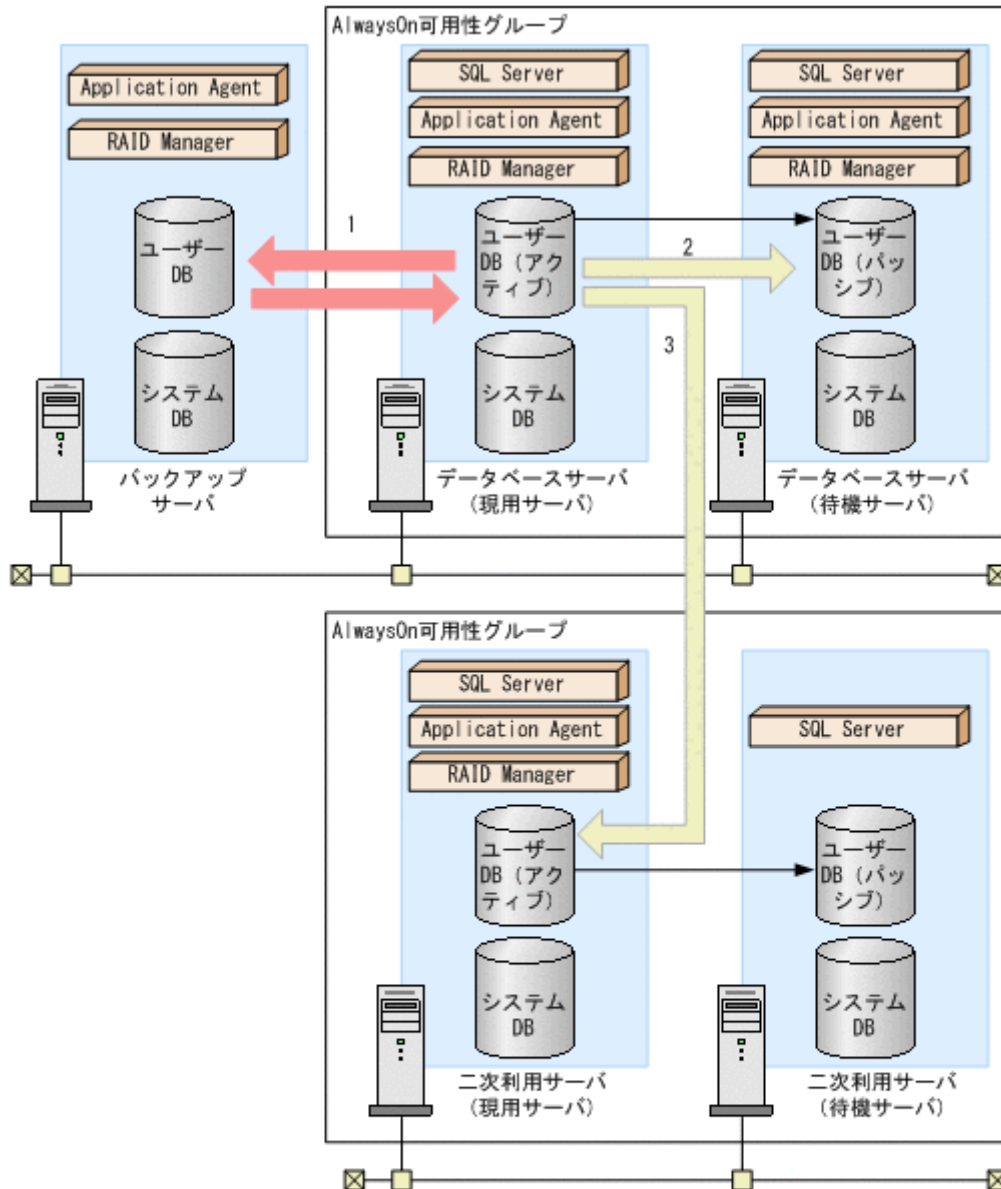 AlwaysOn可用性グループ
Application Agent
RAID Manager
ユーザー
DB
システム
DB
バックアップ
サーバ
1
SQL Server
Application Agent
RAID Manager
ユーザー
DB（アク
ティブ）
システム
DB
データベースサーバ
(現用サーバ)
2
3
SQL Server
Application Agent
RAID Manager
ユーザー
DB（パッ
シブ）
システム
DB
データベースサーバ
(待機サーバ)
AlwaysOn可用性グループ
SQL Server
Application Agent
RAID Manager
ユーザー
DB（アク
ティブ）
システム
DB
二次利用サーバ
(現用サーバ)
SQL Server
ユーザー
DB（パッ
シブ）
システム
DB
二次利用サーバ
(待機サーバ)